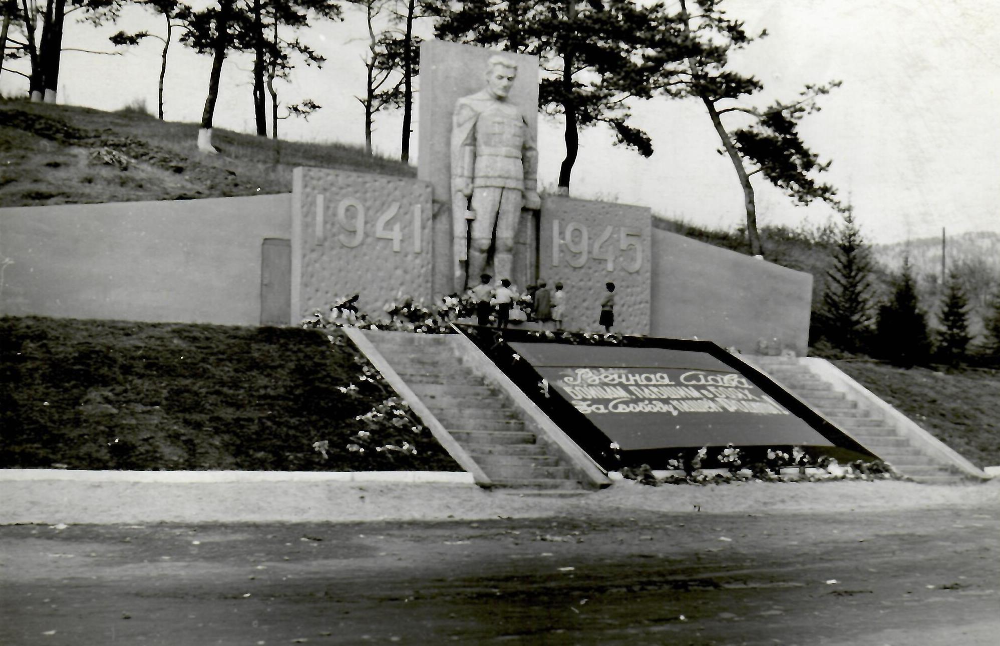 1941
1945
Вечная Слава
БОЙЦАМ, ПАВШИМ в БОЯХ
За Свободу НАШЕЙ РОДИНЫ!